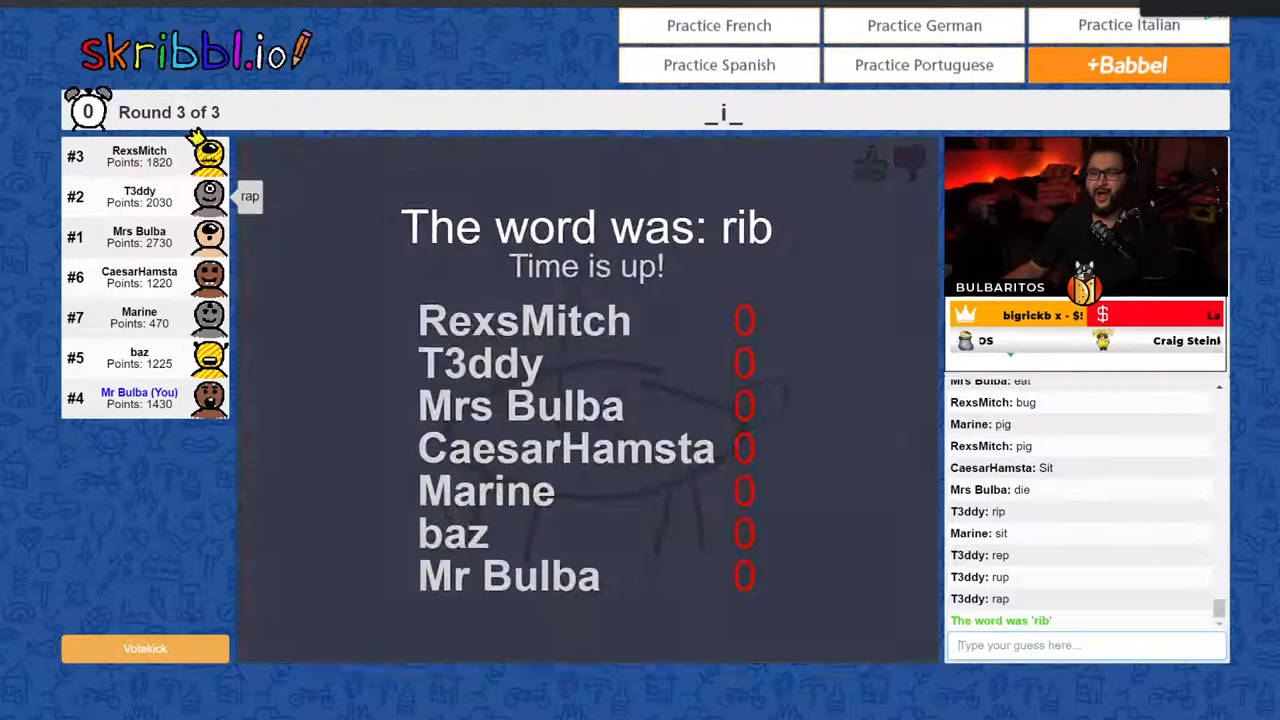 Practice French
Practice German
Practice Italian
Practice Spanish
Practice Portuguese
+Babbel
skribbl.io
0
Round 3 of 3
_i_
#3
RexsMitch
Points: 1820
#2
T3ddy
Points: 2030
rap
#1
Mrs Bulba
Points: 2730
#6
CaesarHamsta
Points: 1220
#7
Marine
Points: 470
#5
baz
Points: 1225
#4
Mr Bulba (You)
Points: 1430
Votekick
The word was: rib
Time is up!
RexsMitch 0
T3ddy 0
Mrs Bulba 0
CaesarHamsta 0
Marine 0
baz 0
Mr Bulba 0
BULBARITOS
bigrickb x - $
$
La
OS
Craig Stein
Mrs Bulba: eat
RexsMitch: bug
Marine: pig
RexsMitch: pig
CaesarHamsta: Sit
Mrs Bulba: die
T3ddy: rip
Marine: sit
T3ddy: rep
T3ddy: rup
T3ddy: rap
The word was 'rib'
Type your guess here...